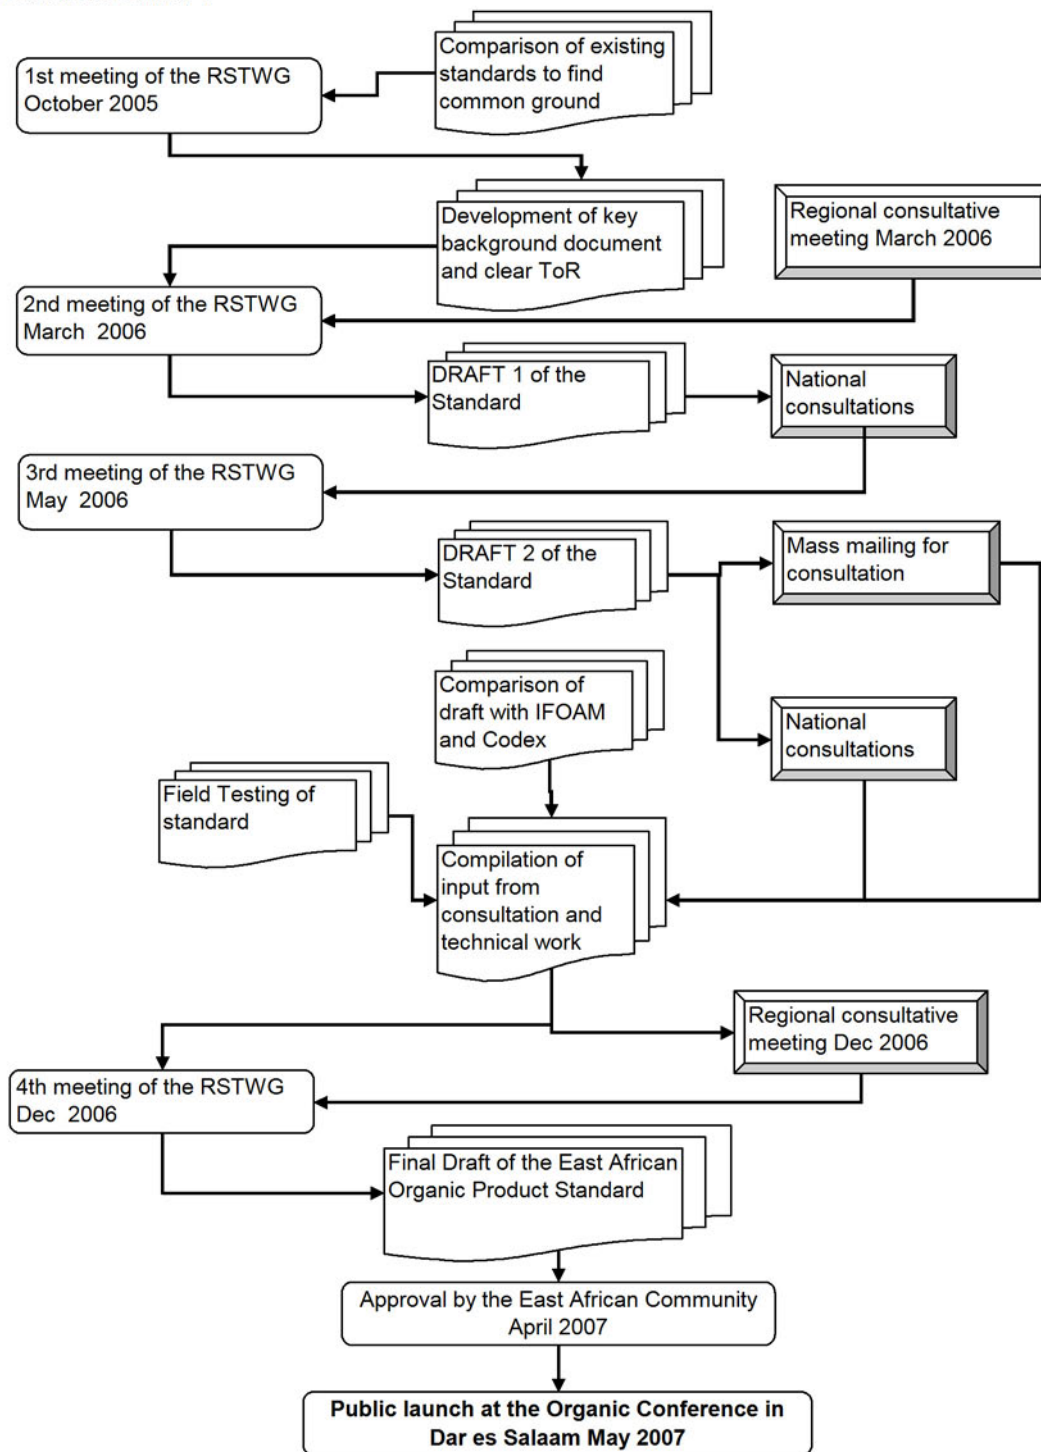 Comparison of existing
standards to find
common ground
1st meeting of the RSTWG
October 2005
Development of key
background document
and clear ToR
Regional consultative
meeting March 2006
2nd meeting of the RSTWG
March  2006
DRAFT 1 of the
Standard
National
consultations
3rd meeting of the RSTWG
May  2006
DRAFT 2 of the
Standard
Mass mailing for
consultation
Comparison of
draft with IFOAM
and Codex
National
consultations
Field Testing of
standard
Compilation of
input from
consultation and
technical work
Regional consultative
meeting Dec 2006
4th meeting of the RSTWG
Dec  2006
Final Draft of the East African
Organic Product Standard
Approval by the East African Community
April 2007
Public launch at the Organic Conference in
Dar es Salaam May 2007